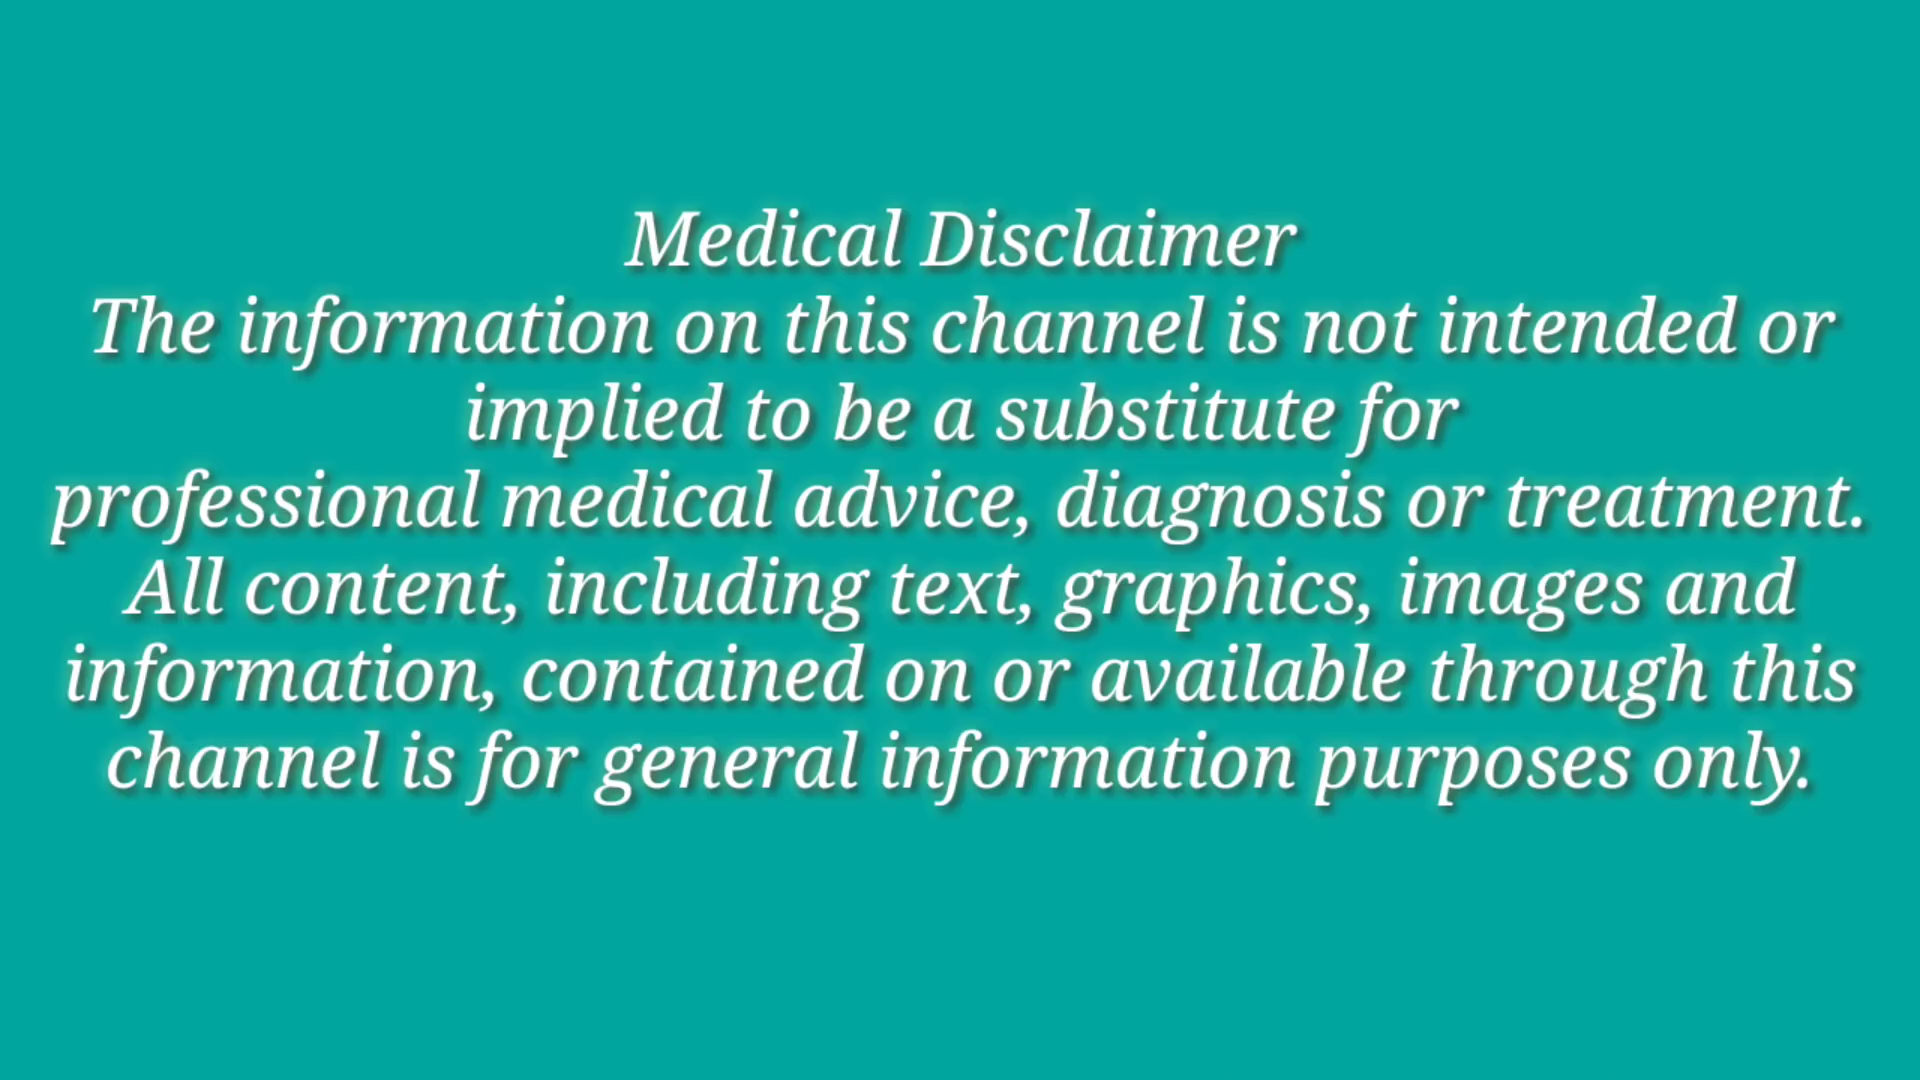 Medical Disclaimer
The information on this channel is not intended or
implied to be a substitute for
professional medical advice, diagnosis or treatment.
All content, including text, graphics, images and
information, contained on or available through this
channel is for general information purposes only.